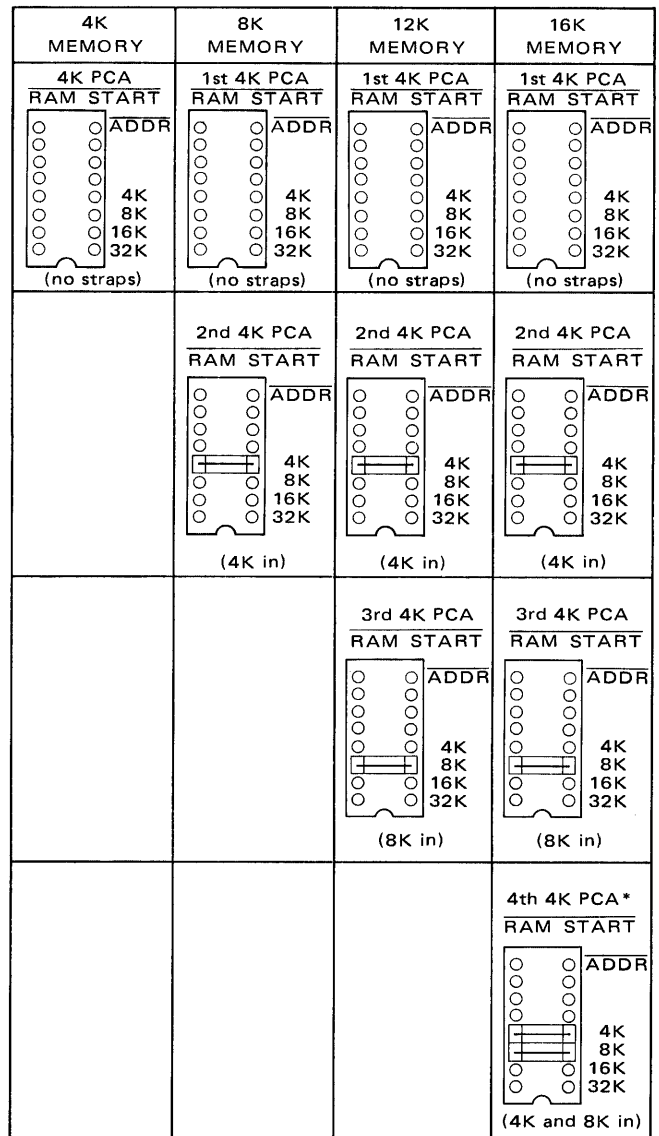 4K MEMORY
8K MEMORY
12K MEMORY
16K MEMORY
4K PCA
RAM START
ADDR
4K
8K
16K
32K
(no straps)
1st 4K PCA
RAM START
ADDR
4K
8K
16K
32K
(no straps)
1st 4K PCA
RAM START
ADDR
4K
8K
16K
32K
(no straps)
1st 4K PCA
RAM START
ADDR
4K
8K
16K
32K
(no straps)
2nd 4K PCA
RAM START
ADDR
4K
8K
16K
32K
(4K in)
2nd 4K PCA
RAM START
ADDR
4K
8K
16K
32K
(4K in)
2nd 4K PCA
RAM START
ADDR
4K
8K
16K
32K
(4K in)
3rd 4K PCA
RAM START
ADDR
4K
8K
16K
32K
(8K in)
3rd 4K PCA
RAM START
ADDR
4K
8K
16K
32K
(8K in)
4th 4K PCA*
RAM START
ADDR
4K
8K
16K
32K
(4K and 8K in)